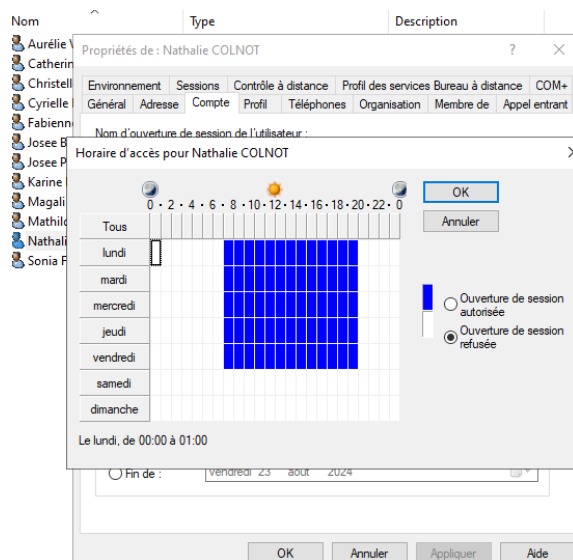 Nom Type Description
Aurélie
Catherin
Christell
Cyrielle
Fabienn
Josee B
Josee P
Karine
Magali
Mathild
Nathali
Sonia F
Propriétés de : Nathalie COLNOT ? ×
Environnement Sessions Contrôle à distance Profil des services Bureau à distance COM+
Général Adresse Compte Profil Téléphones Organisation Membre de Appel entrant
Nom d'ouverture de session de l'utilisateur :
Horaire d'accès pour Nathalie COLNOT
0 · 2 · 4 · 6 · 8 · 10 · 12 · 14 · 16 · 18 · 20 · 22 · 0
Tous
lundi
mardi
mercredi
jeudi
vendredi
samedi
dimanche
OK
Annuler
Ouverture de session
autorisée
Ouverture de session
refusée
Le lundi, de 00:00 à 01:00
Fin de : vendredi 23 août 2024
OK Annuler Appliquer Aide